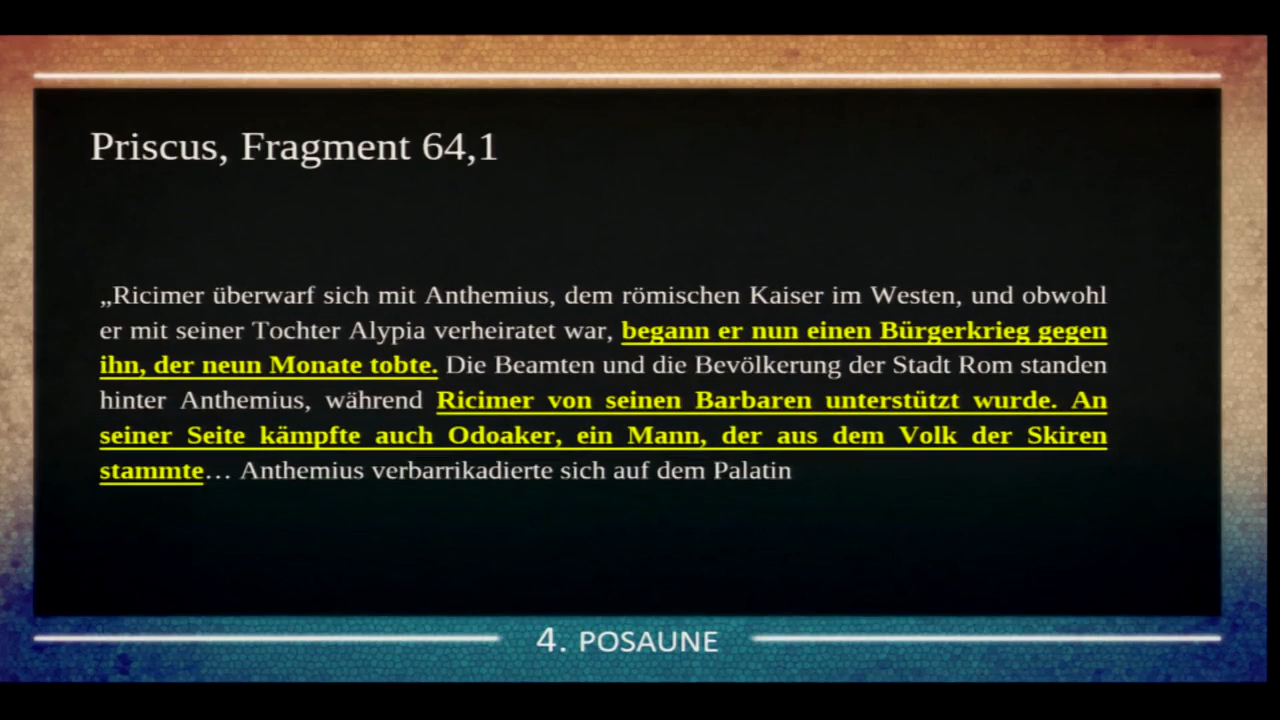 Priscus, Fragment 64,1
„Ricimer überwarf sich mit Anthemius, dem römischen Kaiser im Westen, und obwohl
er mit seiner Tochter Alypia verheiratet war, begann er nun einen Bürgerkrieg gegen
ihn, der neun Monate tobte. Die Beamten und die Bevölkerung der Stadt Rom standen
hinter Anthemius, während Ricimer von seinen Barbaren unterstützt wurde. An
seiner Seite kämpfte auch Odoaker, ein Mann, der aus dem Volk der Skiren
stammte… Anthemius verbarrikadierte sich auf dem Palatin
4. POSAUNE